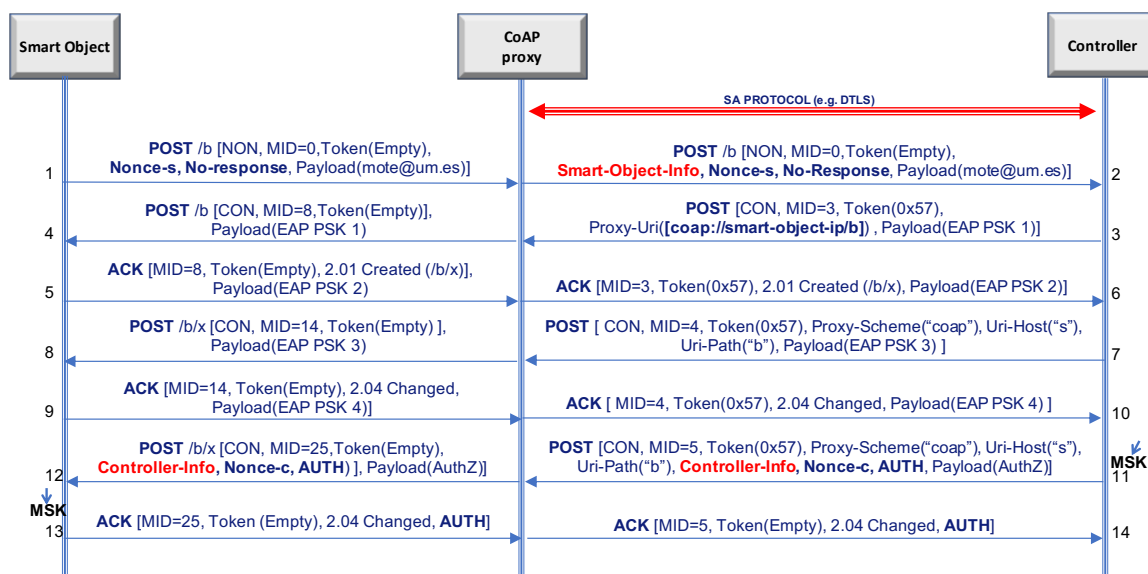 Smart Object
CoAP
proxy
Controller
SA PROTOCOL (e.g. DTLS)
1
POST /b [NON, MID=0,Token(Empty),
Nonce-s, No-response, Payload(mote@um.es)]
POST /b [NON, MID=0,Token(Empty),
Smart-Object-Info, Nonce-s, No-Response, Payload(mote@um.es)]
2
4
POST /b [CON, MID=8,Token(Empty)],
Payload(EAP PSK 1)
POST [CON, MID=3, Token(0x57),
Proxy-Uri([coap://smart-object-ip/b]) , Payload(EAP PSK 1)]
3
5
ACK [MID=8, Token(Empty), 2.01 Created (/b/x)],
Payload(EAP PSK 2)
ACK [MID=3, Token(0x57), 2.01 Created (/b/x), Payload(EAP PSK 2)]
6
8
POST /b/x [CON, MID=14, Token(Empty) ],
Payload(EAP PSK 3)
POST [ CON, MID=4, Token(0x57), Proxy-Scheme(“coap”), Uri-Host(“s”),
Uri-Path(“b”), Payload(EAP PSK 3) ]
7
9
ACK [MID=14, Token(Empty), 2.04 Changed,
Payload(EAP PSK 4)]
ACK [ MID=4, Token(0x57), 2.04 Changed, Payload(EAP PSK 4) ]
10
12
POST /b/x [CON, MID=25,Token(Empty),
Controller-Info, Nonce-c, AUTH) ], Payload(AuthZ)]
POST [CON, MID=5, Token(0x57), Proxy-Scheme(“coap”), Uri-Host(“s”),
Uri-Path(“b”), Controller-Info, Nonce-c, AUTH, Payload(AuthZ)]
MSK
11
MSK
13
ACK [MID=25, Token (Empty), 2.04 Changed, AUTH]
ACK [MID=5, Token(Empty), 2.04 Changed, AUTH]
14